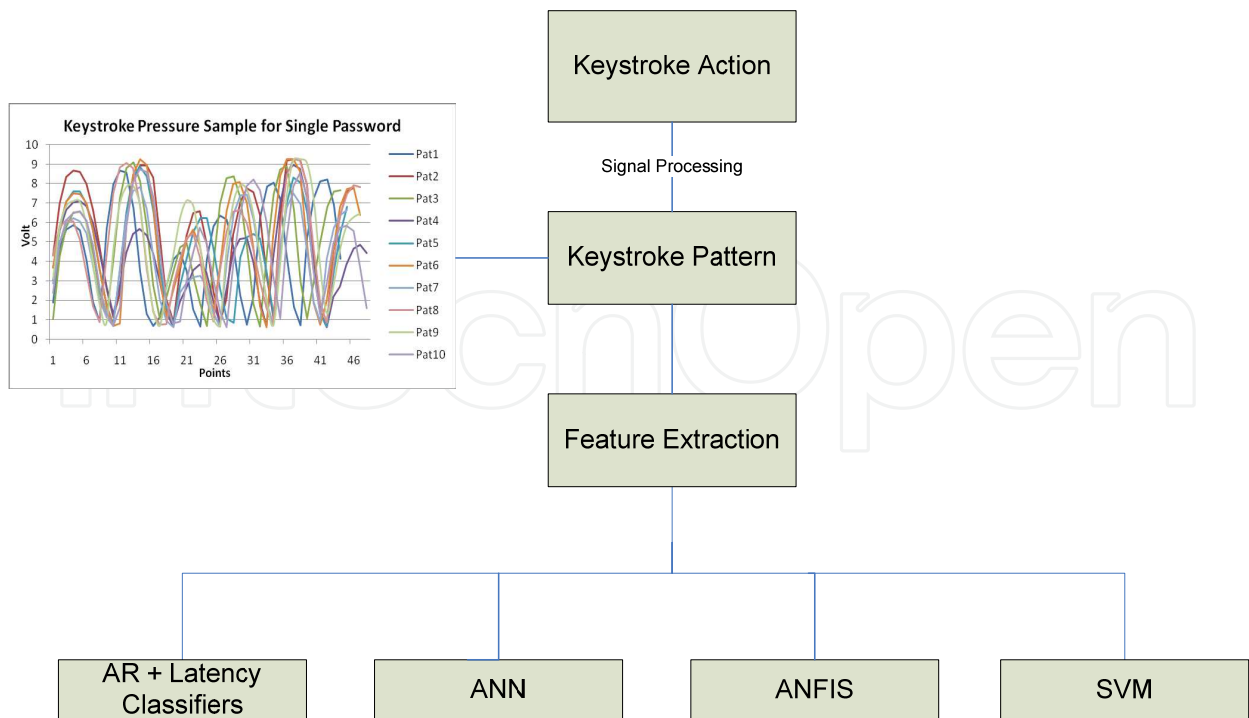 Keystroke Action
Signal Processing
Keystroke Pattern
Feature Extraction
AR + Latency
Classifiers
ANN
ANFIS
SVM
Keystroke Pressure Sample for Single Password
Volt
10
9
8
7
6
5
4
3
2
1
0
1 6 11 16 21 26 31 36 41 46
Points
Pat1
Pat2
Pat3
Pat4
Pat5
Pat6
Pat7
Pat8
Pat9
Pat10
IntechOpen